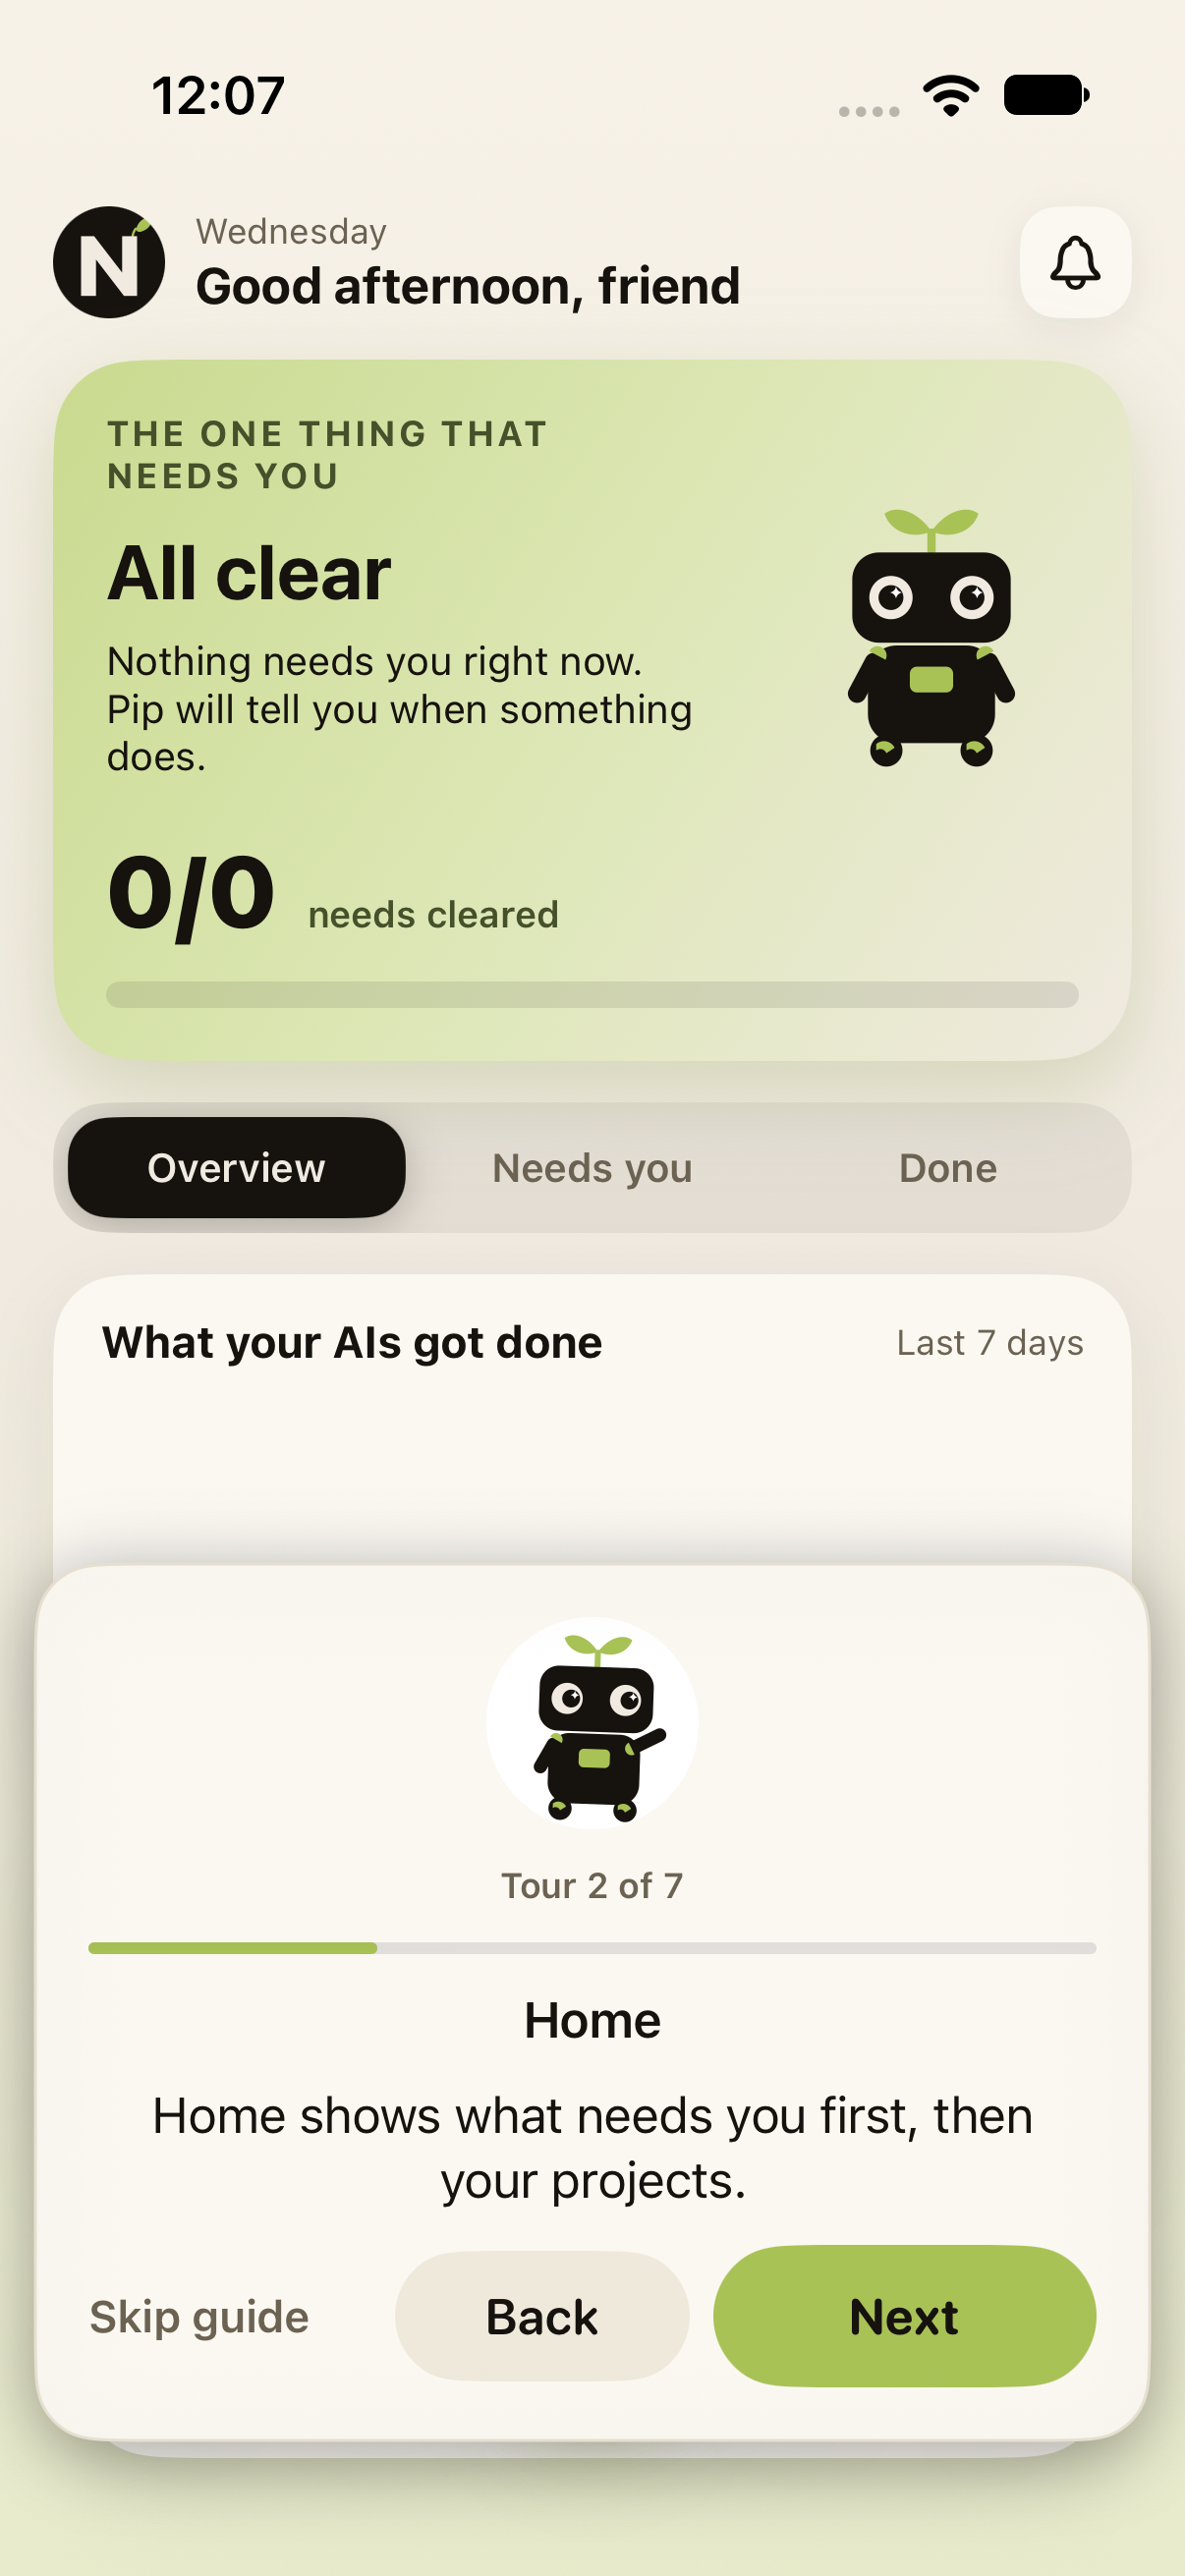 12:07
N
Wednesday
Good afternoon, friend
THE ONE THING THAT
NEEDS YOU
All clear
Nothing needs you right now.
Pip will tell you when something
does.
0/0 needs cleared
Overview Needs you Done
What your AIs got done Last 7 days
Tour 2 of 7
Home
Home shows what needs you first, then
your projects.
Skip guide Back Next